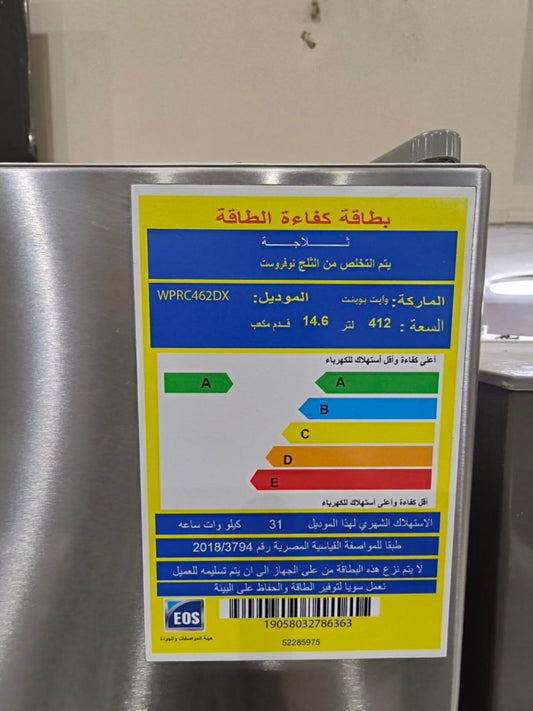 بطاقة كفاءة الطاقة
ثــــلاجــــة
يتم التخلص من الثلج نوفروست
الماركة: وايت بوينت الموديل: WPRC462DX
السعة : 412 لتر 14.6 قدم مكعب
أعلى كفاءة وأقل أستهلاك للكهرباء
A A
B
C
D
E
أقل كفاءة وأعلى أستهلاك للكهرباء
الاستهلاك الشهري لهذا الموديل 31 كيلو وات ساعه
طبقا للمواصفة القياسية المصرية رقم 2018/3794
لا يتم نزع هذه البطاقة من على الجهاز الى ان يتم تسليمه للعميل
نعمل سويا لتوفير الطاقة والحفاظ على البيئة
EOS
19058032786363
هيئة المواصفات والجودة
52285975